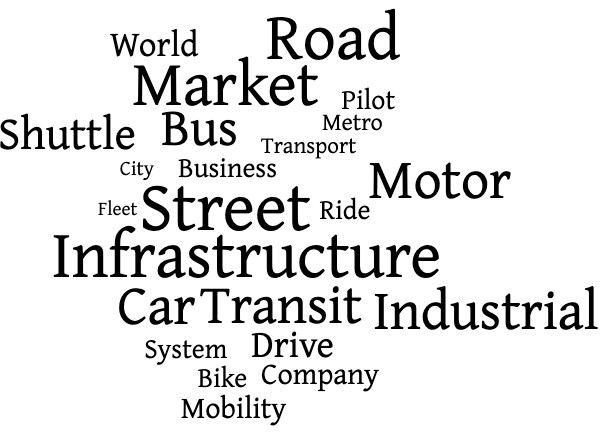 World Road
Market Pilot
Shuttle Bus Metro
Transport
City Business Motor
Fleet Street Ride
Infrastructure
Car Transit Industrial
System Drive
Bike Company
Mobility